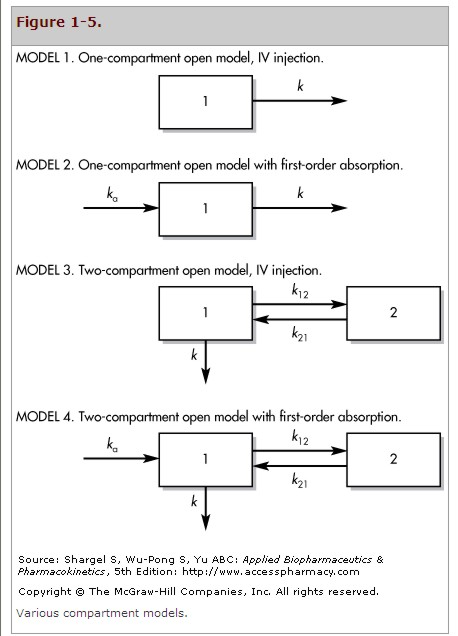 Figure 1-5.
MODEL 1. One-compartment open model, IV injection.
k
1
MODEL 2. One-compartment open model with first-order absorption.
ka
k
1
MODEL 3. Two-compartment open model, IV injection.
k12
1
2
k21
k
MODEL 4. Two-compartment open model with first-order absorption.
ka
k12
1
2
k21
k
Source: Shargel S, Wu-Pong S, Yu ABC: Applied Biopharmaceutics &
Pharmacokinetics, 5th Edition: http://www.accesspharmacy.com
Copyright © The McGraw-Hill Companies, Inc. All rights reserved.
Various compartment models.